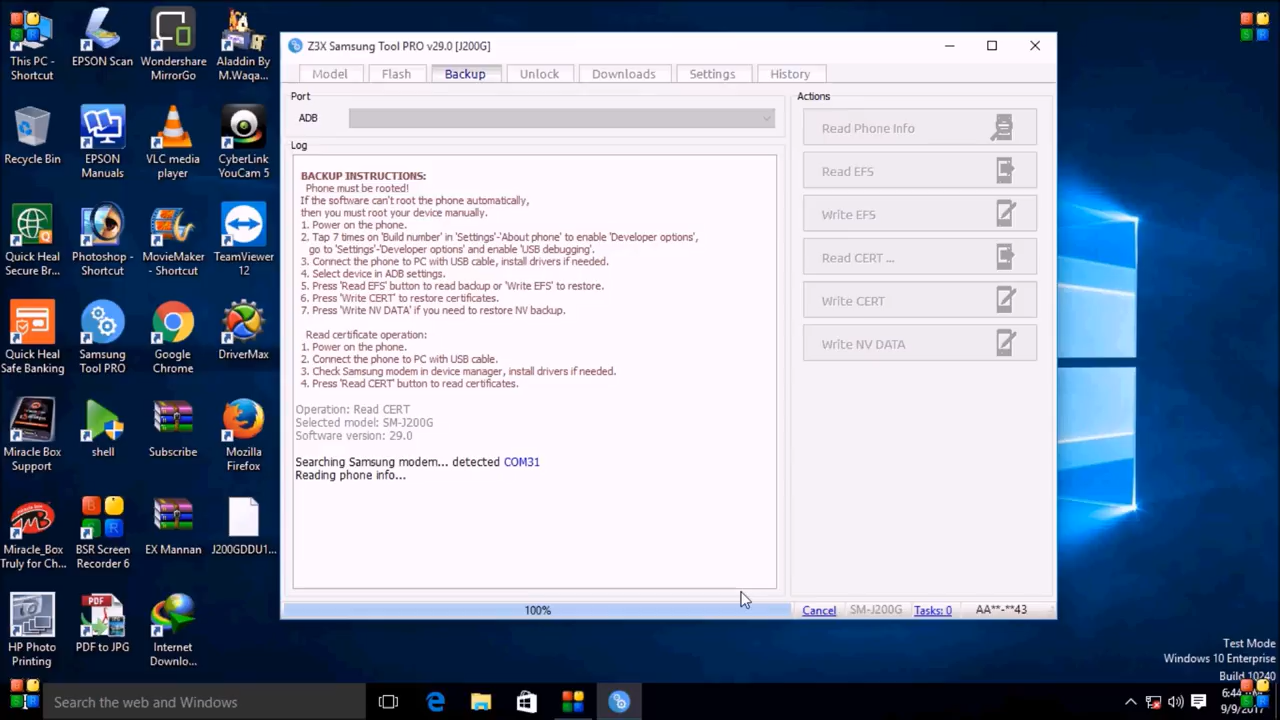 This PC -
Shortcut
EPSON Scan
Wondershare
MirrorGo
Aladdin By
M.Waqa...
Recycle Bin
EPSON
Manuals
VLC media
player
CyberLink
YouCam 5
Quick Heal
Secure Br...
Photoshop -
Shortcut
MovieMaker
- Shortcut
TeamViewer
12
Quick Heal
Safe Banking
Samsung
Tool PRO
Google
Chrome
DriverMax
Miracle Box
Support
shell
Subscribe
Mozilla
Firefox
Miracle_Box
Truly for Ch...
BSR Screen
Recorder 6
EX Mannan
J200GDDU1...
HP Photo
Printing
PDF to JPG
Internet
Downlo...
Z3X Samsung Tool PRO v29.0 [J200G]
Model Flash Backup Unlock Downloads Settings History
Port
ADB
Log
BACKUP INSTRUCTIONS:
Phone must be rooted!
If the software can't root the phone automatically,
then you must root your device manually.
1. Power on the phone.
2. Tap 7 times on 'Build number' in 'Settings'-'About phone' to enable 'Developer options',
go to 'Settings'-'Developer options' and enable 'USB debugging'.
3. Connect the phone to PC with USB cable, install drivers if needed.
4. Select device in ADB settings.
5. Press 'Read EFS' button to read backup or 'Write EFS' to restore.
6. Press 'Write CERT' to restore certificates.
7. Press 'Write NV DATA' if you need to restore NV backup.
Read certificate operation:
1. Power on the phone.
2. Connect the phone to PC with USB cable.
3. Check Samsung modem in device manager, install drivers if needed.
4. Press 'Read CERT' button to read certificates.
Operation: Read CERT
Selected model: SM-J200G
Software version: 29.0
Searching Samsung modem... detected COM31
Reading phone info...
Actions
Read Phone Info
Read EFS
Write EFS
Read CERT ...
Write CERT
Write NV DATA
100% Cancel SM-J200G Tasks: 0 AA**-**43
Test Mode
Windows 10 Enterprise
Build 10240
Search the web and Windows